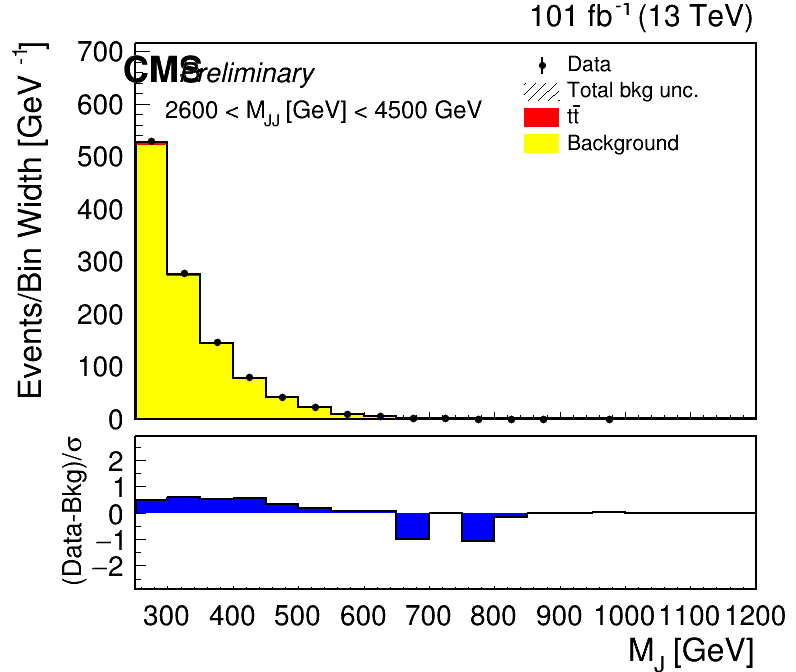 101 fb⁻¹ (13 TeV)
CMS Preliminary
2600 < M_JJ [GeV] < 4500 GeV
Data
Total bkg unc.
tt̄
Background
Events/Bin Width [GeV⁻¹]
700
600
500
400
300
200
100
0
(Data-Bkg)/σ
2
1
0
−1
−2
300 400 500 600 700 800 900 1000 1100 1200
M_J [GeV]